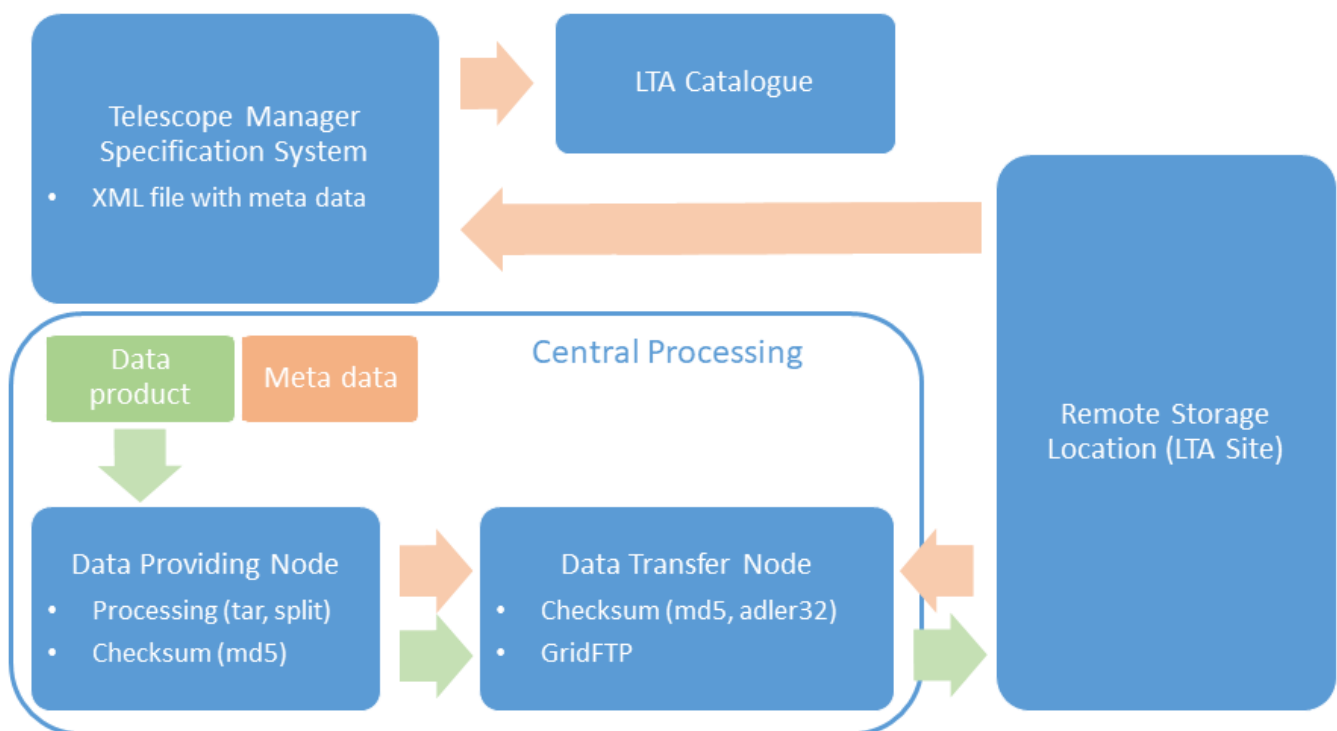 Telescope Manager
Specification System
• XML file with meta data
LTA Catalogue
Remote Storage
Location (LTA Site)
Central Processing
Data
product
Meta data
Data Providing Node
• Processing (tar, split)
• Checksum (md5)
Data Transfer Node
• Checksum (md5, adler32)
• GridFTP